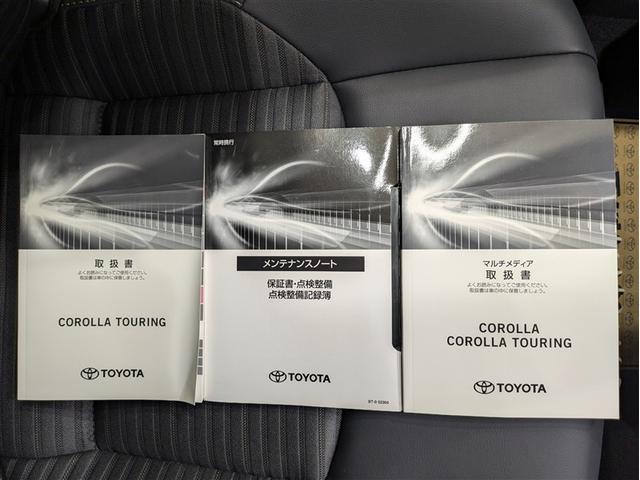 取扱書
よくお読みになってご使用ください。
取扱書は車の中に保管しましょう。
COROLLA TOURING
TOYOTA
常時携行
メンテナンスノート
保証書・点検整備
点検整備記録簿
TOYOTA
マルチメディア
取扱書
よくお読みになってご使用ください。
取扱書は車の中に保管しましょう。
COROLLA
COROLLA TOURING
TOYOTA